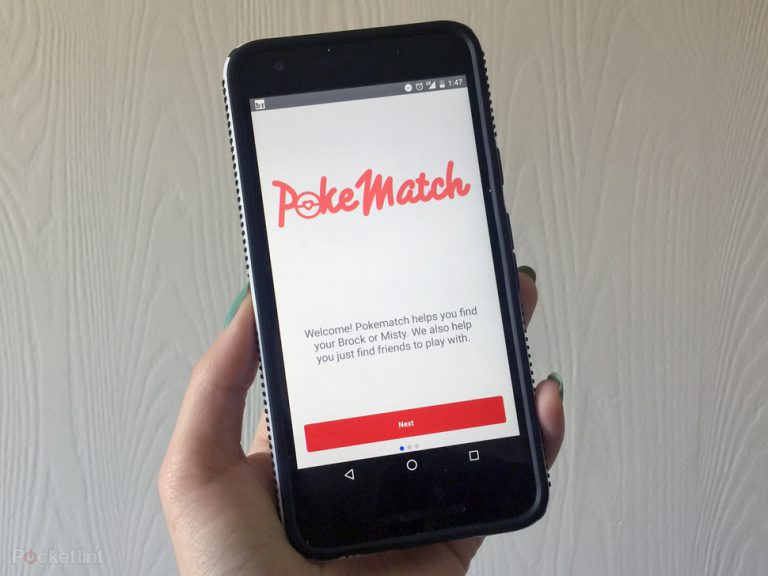 br 1:47
PokeMatch
Welcome! Pokematch helps you find
your Brock or Misty. We also help
you just find friends to play with.
Next
Pocketlint